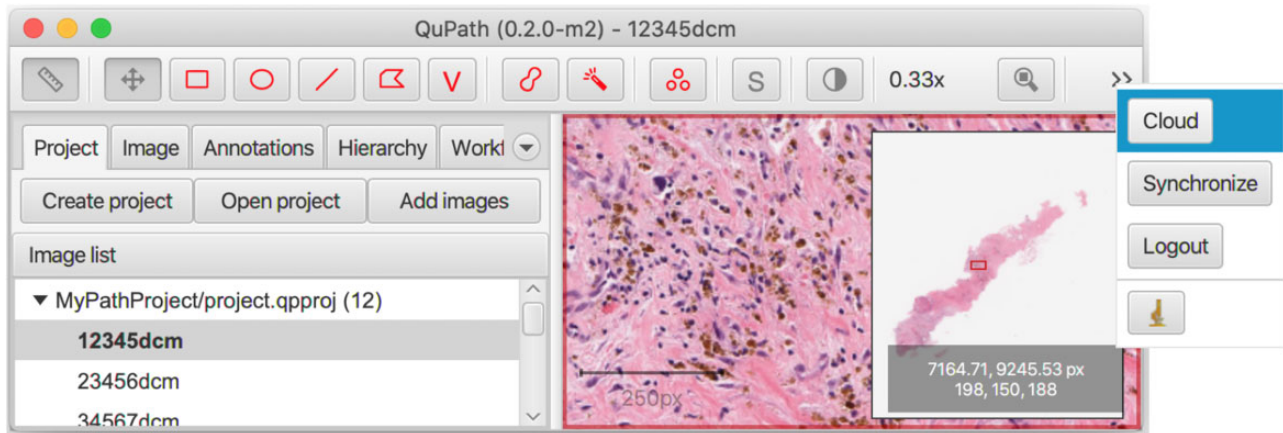 QuPath (0.2.0-m2) - 12345dcm
V
S
0.33x
>>
Cloud
Synchronize
Logout
Project
Image
Annotations
Hierarchy
Workf
Create project
Open project
Add images
Image list
MyPathProject/project.qpproj (12)
12345dcm
23456dcm
34567dcm
250px
7164.71, 9245.53 px
198, 150, 188